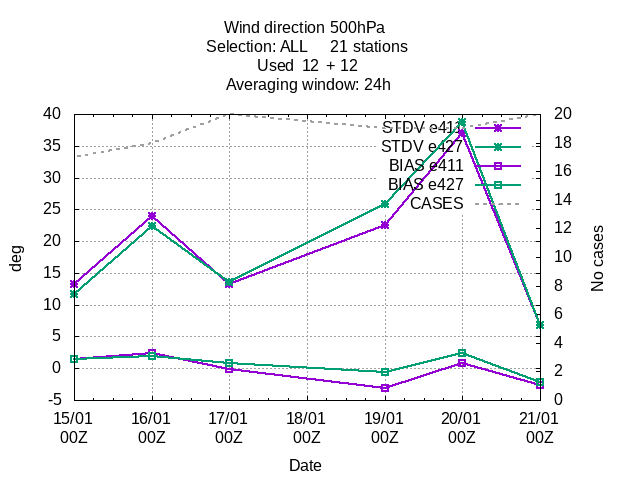 Wind direction 500hPa
Selection: ALL     21 stations
Used  12  + 12
Averaging window: 24h
40 20
35 18
30 16
25 14
20 12
15 10
10 8
5 6
0 4
-5 2
0
STDV e411
STDV e427
BIAS e411
BIAS e427
CASES
deg
No cases
15/01 16/01 17/01 18/01 19/01 20/01 21/01
00Z 00Z 00Z 00Z 00Z 00Z 00Z
Date